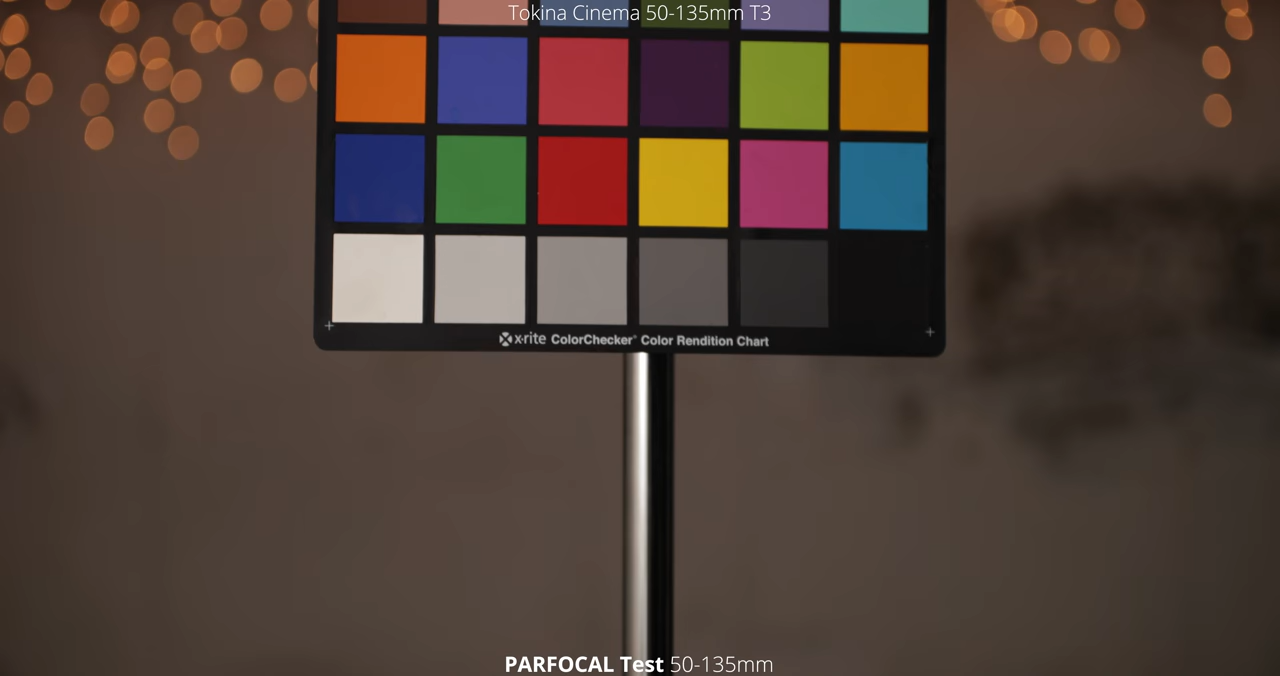 Tokina Cinema 50-135mm T3
x·rite ColorChecker® Color Rendition Chart
PARFOCAL Test 50-135mm